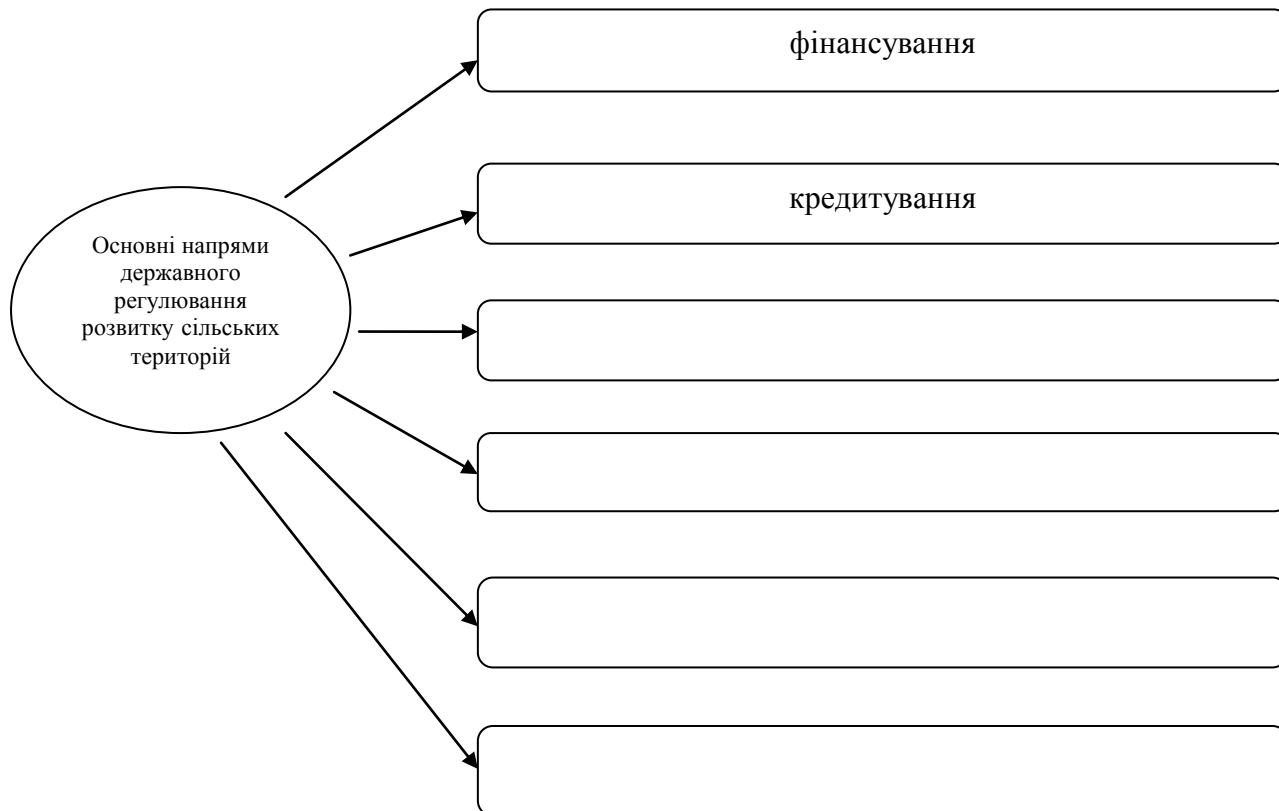 фінансування
кредитування
Основні напрями
державного
регулювання
розвитку сільських
територій